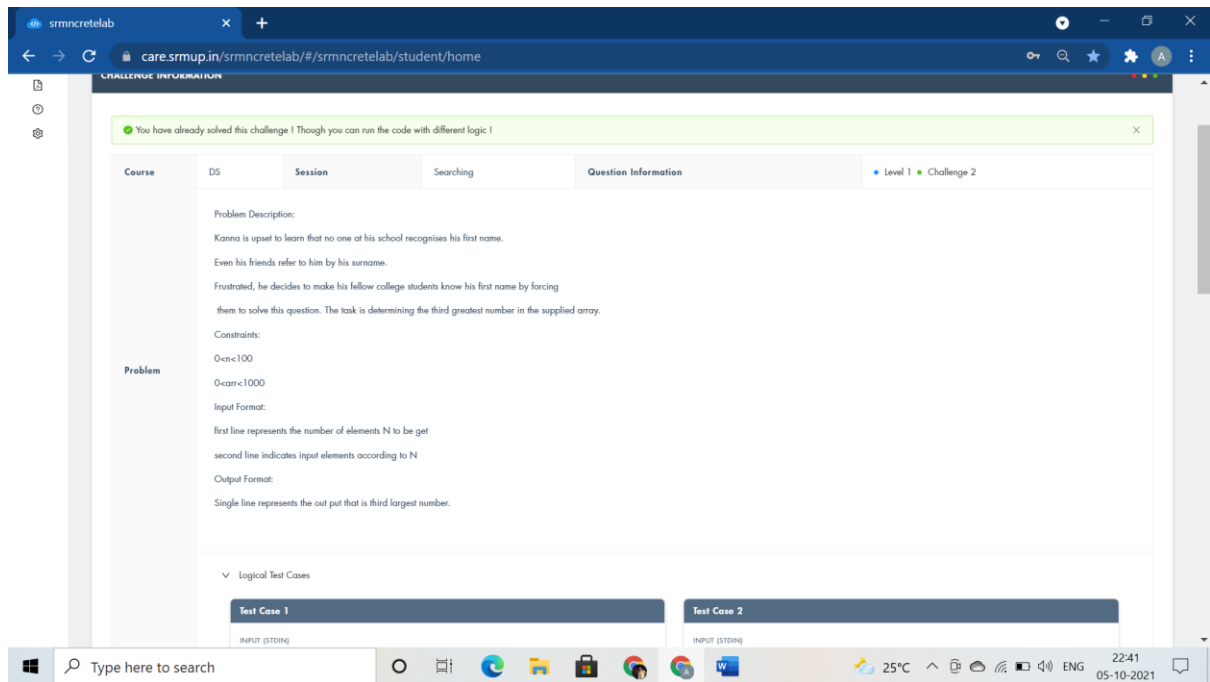 srmncretelab
care.srmup.in/srmncretelab/#/srmncretelab/student/home
A
CHALLENGE INFORMATION
You have already solved this challenge ! Though you can run the code with different logic !
Course DS Session Searching Question Information Level 1 Challenge 2
Problem
Problem Description:
Kanna is upset to learn that no one at his school recognises his first name.
Even his friends refer to him by his surname.
Frustrated, he decides to make his fellow college students know his first name by forcing
them to solve this question. The task is determining the third greatest number in the supplied array.
Constraints:
0<n<100
0<arr<1000
Input Format:
first line represents the number of elements N to be get
second line indicates input elements according to N
Output Format:
Single line represents the out put that is third largest number.
Logical Test Cases
Test Case 1
INPUT (STDIN)
Test Case 2
INPUT (STDIN)
Type here to search
25°C
ENG
22:41
05-10-2021